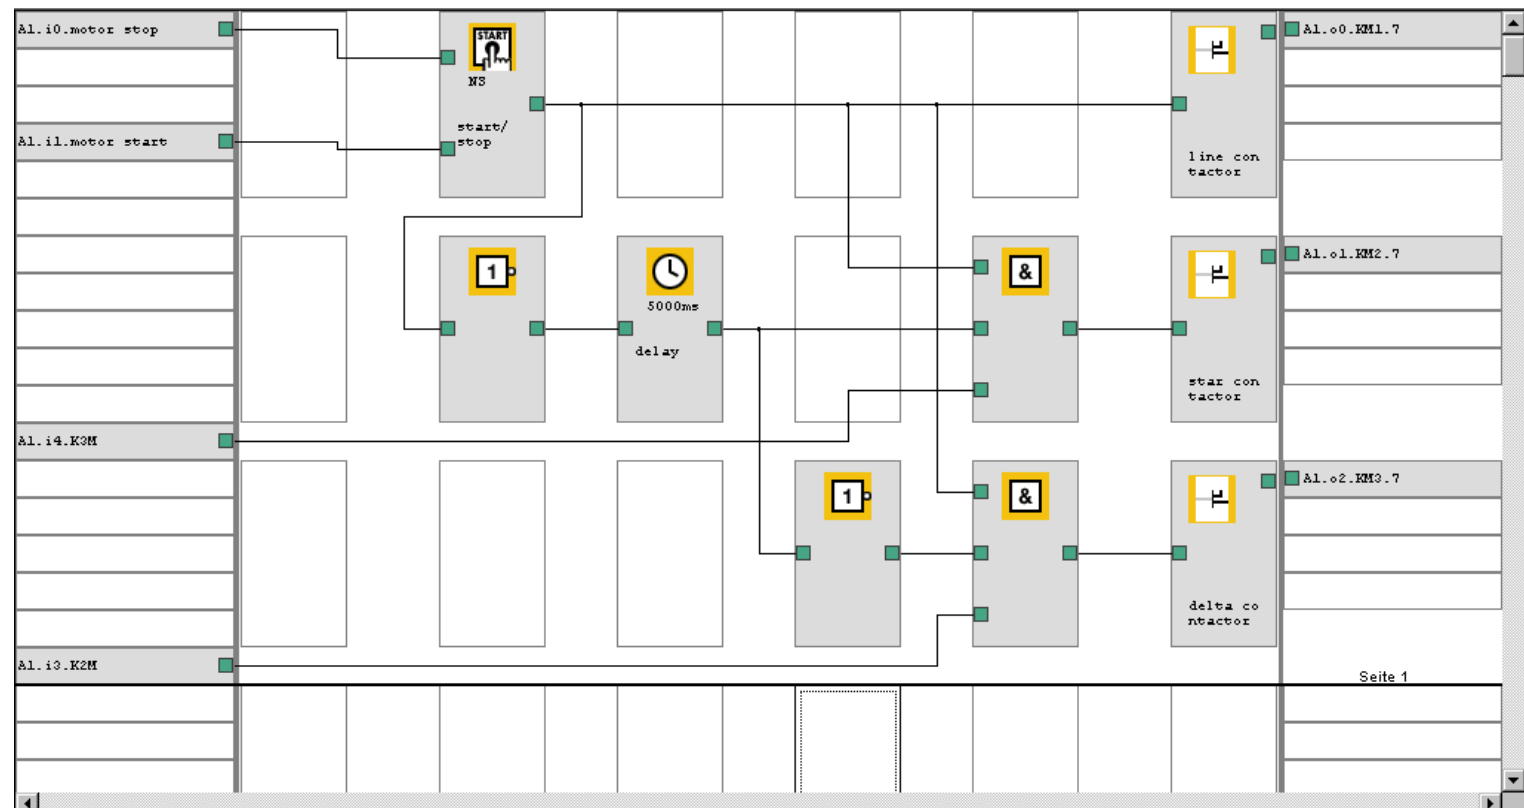 A1.i0.motor stop
START
N3
start/
stop
A1.i1.motor start
line con
tactor
A1.o0.KM1.7
1
5000ms
delay
&
star con
tactor
A1.o1.KM2.7
A1.i4.K3M
1
&
delta co
ntactor
A1.o2.KM3.7
A1.i3.K2M
Seite 1